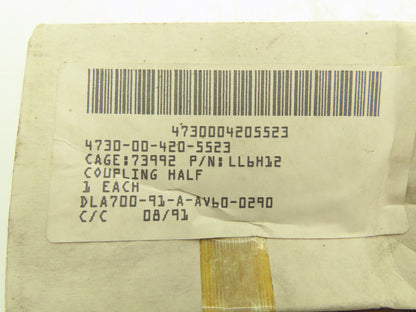 4730004205523
4730-00-420-5523
CAGE:73992 P/N:LL6H12
COUPLING HALF
1 EACH
DLA700-91-A-AV60-0290
C/C 08/91